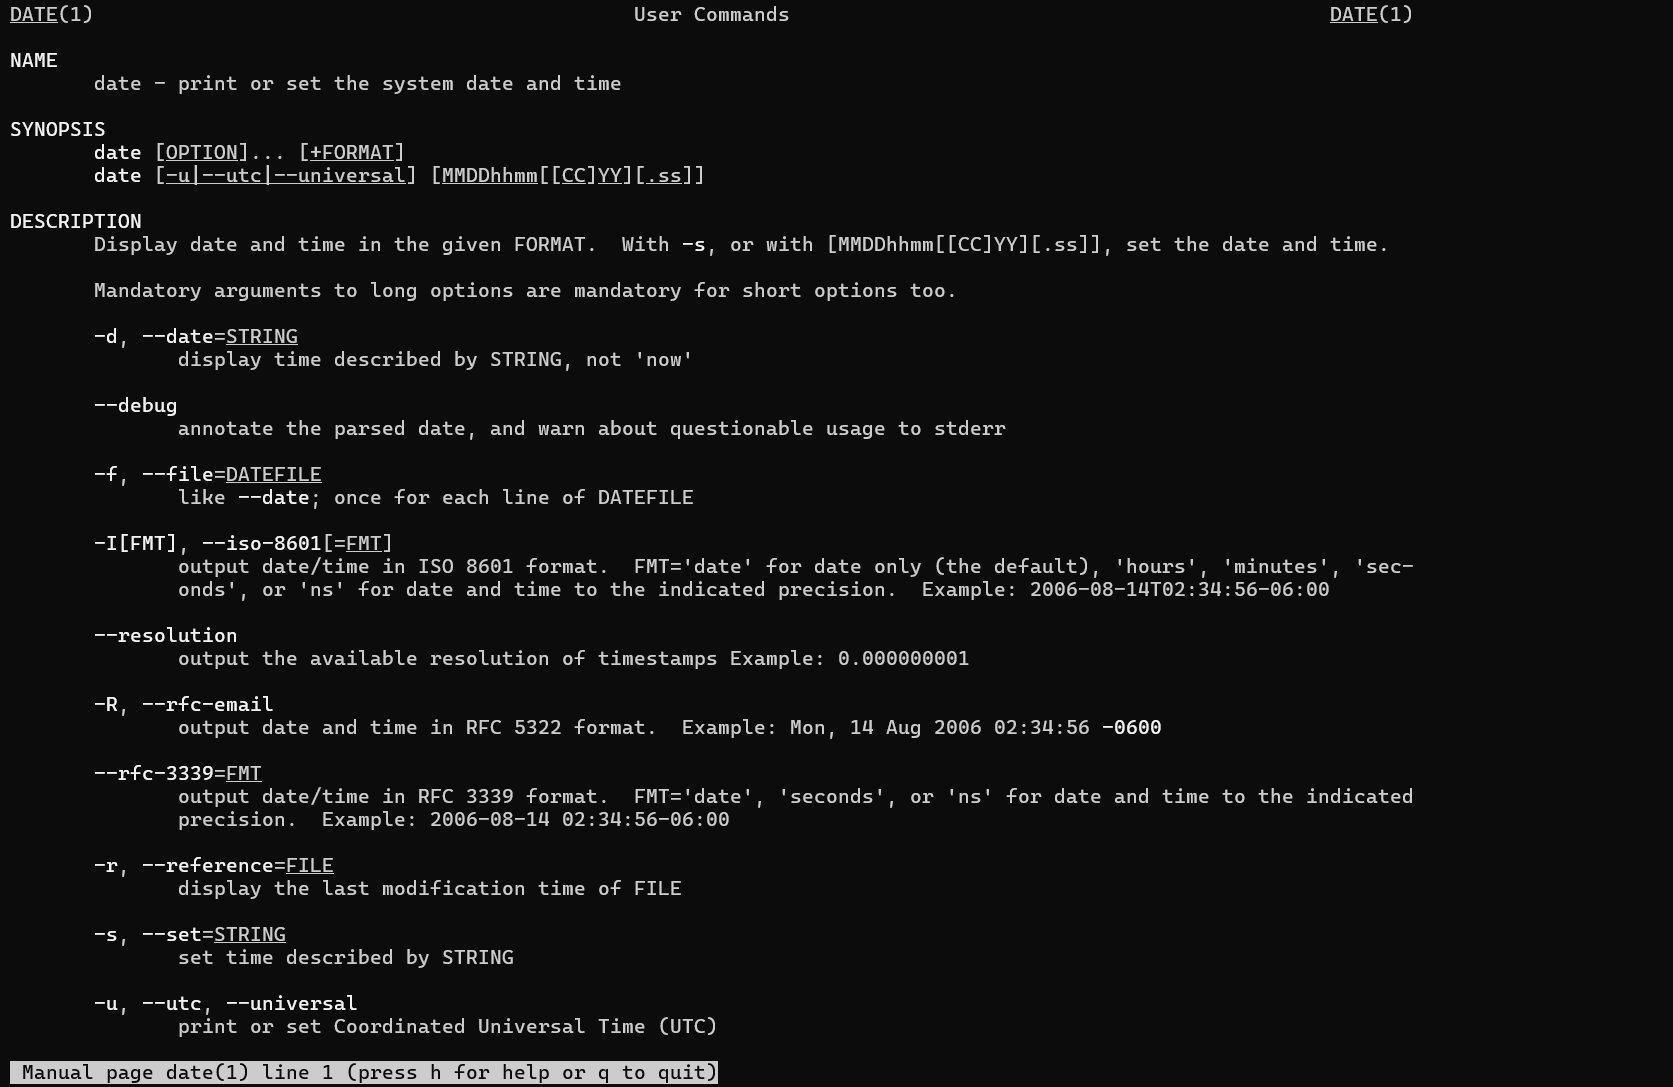 DATE(1) User Commands DATE(1)
NAME
date - print or set the system date and time
SYNOPSIS
date [OPTION]... [+FORMAT]
date [-u|--utc|--universal] [MMDDhhmm[[CC]YY][.ss]]
DESCRIPTION
Display date and time in the given FORMAT.  With -s, or with [MMDDhhmm[[CC]YY][.ss]], set the date and time.
Mandatory arguments to long options are mandatory for short options too.
-d, --date=STRING
display time described by STRING, not 'now'
--debug
annotate the parsed date, and warn about questionable usage to stderr
-f, --file=DATEFILE
like --date; once for each line of DATEFILE
-I[FMT], --iso-8601[=FMT]
output date/time in ISO 8601 format.  FMT='date' for date only (the default), 'hours', 'minutes', 'sec-
onds', or 'ns' for date and time to the indicated precision.  Example: 2006-08-14T02:34:56-06:00
--resolution
output the available resolution of timestamps Example: 0.000000001
-R, --rfc-email
output date and time in RFC 5322 format.  Example: Mon, 14 Aug 2006 02:34:56 -0600
--rfc-3339=FMT
output date/time in RFC 3339 format.  FMT='date', 'seconds', or 'ns' for date and time to the indicated
precision.  Example: 2006-08-14 02:34:56-06:00
-r, --reference=FILE
display the last modification time of FILE
-s, --set=STRING
set time described by STRING
-u, --utc, --universal
print or set Coordinated Universal Time (UTC)
Manual page date(1) line 1 (press h for help or q to quit)